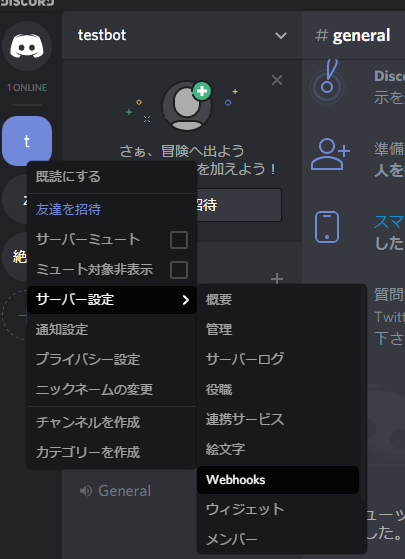 DISCORD
testbot
# general
1 ONLINE
Disco
示を
t
さぁ、冒険へ出よう
を加えよう！
招待
準備
人を
既読にする
友達を招待
サーバーミュート
ミュート対象非表示
サーバー設定
通知設定
プライバシー設定
ニックネームの変更
チャンネルを作成
カテゴリーを作成
絶
スマ
した
質問
Twitt
下さ
概要
管理
サーバーログ
役職
連携サービス
絵文字
Webhooks
ウィジェット
メンバー
General
ューッ
した。